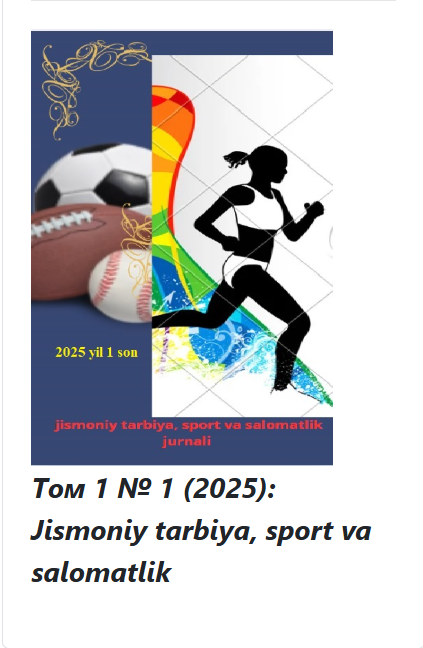 2025 yil 1 son
jismoniy tarbiya, sport va salomatlik
jurnali
Том 1 № 1 (2025):
Jismoniy tarbiya, sport va
salomatlik